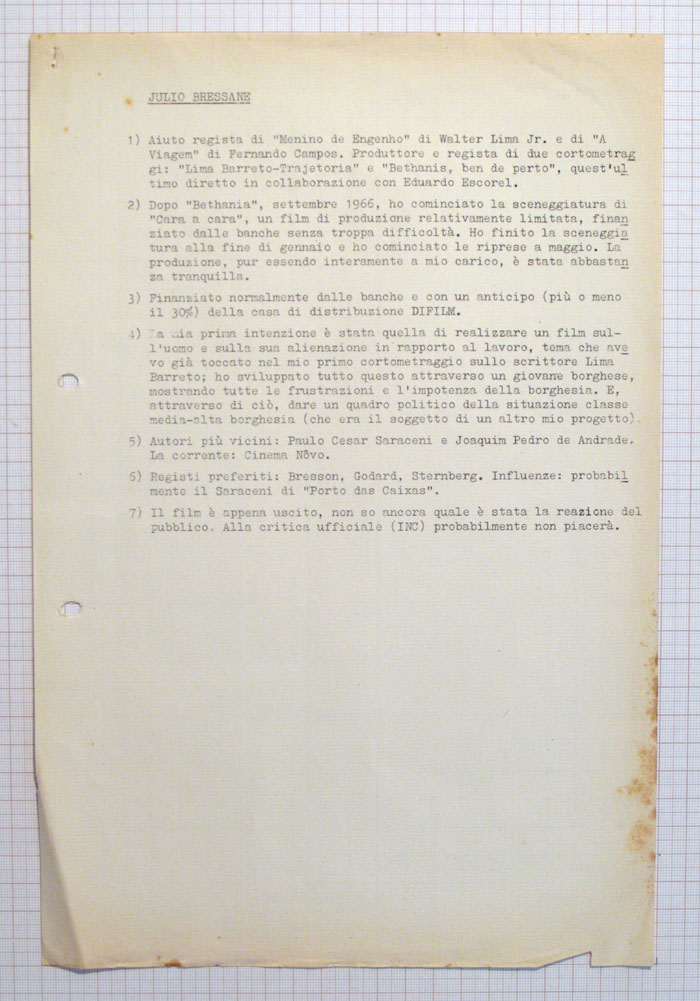 JULIO BRESSANE
1) Aiuto regista di "Menino de Engenho" di Walter Lima Jr. e di "A
Viagem" di Fernando Campos. Produttore e regista di due cortometrag
gi: "Lima Barreto-Trajetoria" e "Bethanis, ben de perto", quest'ul
timo diretto in collaborazione con Eduardo Escorel.
2) Dopo "Bethania", settembre 1966, ho cominciato la sceneggiatura di
"Cara a cara", un film di produzione relativamente limitata, finan
ziato dalle banche senza troppa difficoltà. Ho finito la sceneggia
tura alla fine di gennaio e ho cominciato le riprese a maggio. La
produzione, pur essendo interamente a mio carico, è stata abbastan
za tranquilla.
3) Finanziato normalmente dalle banche e con un anticipo (più o meno
il 30%) della casa di distribuzione DIFILM.
4) La mia prima intenzione è stata quella di realizzare un film sul-
l'uomo e sulla sua alienazione in rapporto al lavoro, tema che ave
vo già toccato nel mio primo cortometraggio sullo scrittore Lima
Barreto; ho sviluppato tutto questo attraverso un giovane borghese,
mostrando tutte le frustrazioni e l'impotenza della borghesia. E,
attraverso di ciò, dare un quadro politico della situazione classe
media-alta borghesia (che era il soggetto di un altro mio progetto).
5) Autori più vicini: Paulo Cesar Saraceni e Joaquim Pedro de Andrade.
La corrente: Cinema Nôvo.
6) Registi preferiti: Bresson, Godard, Sternberg. Influenze: probabil
mente il Saraceni di "Porto das Caixas".
7) Il film è appena uscito, non so ancora quale è stata la reazione del
pubblico. Alla critica ufficiale (INC) probabilmente non piacerà.